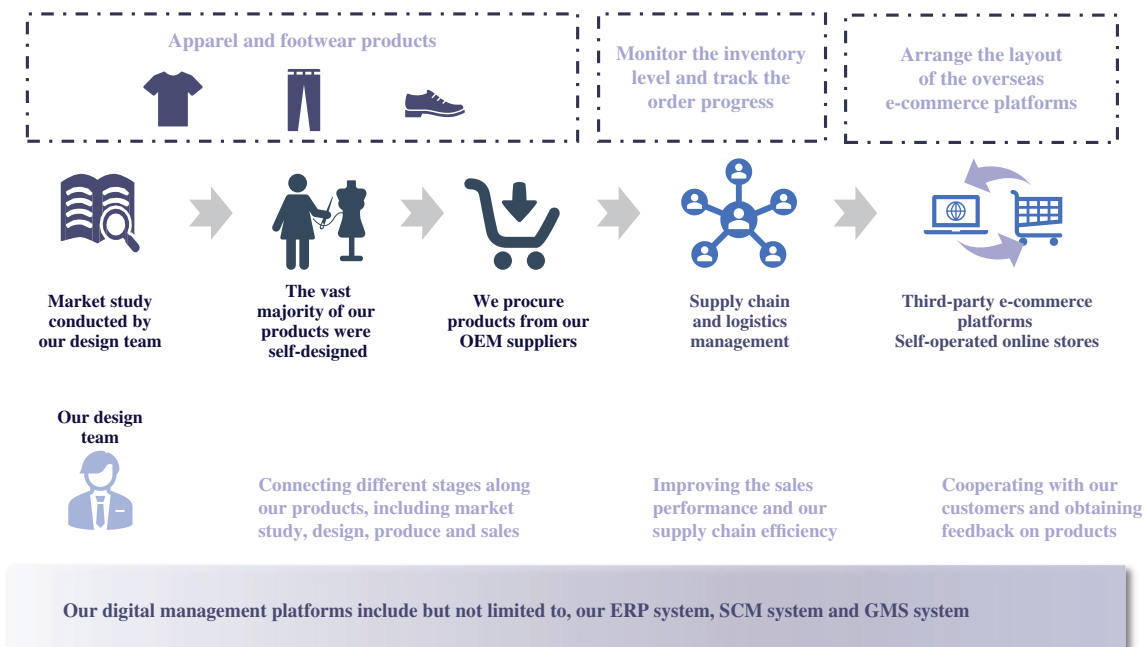 Apparel and footwear products
Monitor the inventory
level and track the
order progress
Arrange the layout
of the overseas
e-commerce platforms
Market study
conducted by
our design team
The vast
majority of our
products were
self-designed
We procure
products from our
OEM suppliers
Supply chain
and logistics
management
Third-party e-commerce
platforms
Self-operated online stores
Our design
team
Connecting different stages along
our products, including market
study, design, produce and sales
Improving the sales
performance and our
supply chain efficiency
Cooperating with our
customers and obtaining
feedback on products
Our digital management platforms include but not limited to, our ERP system, SCM system and GMS system